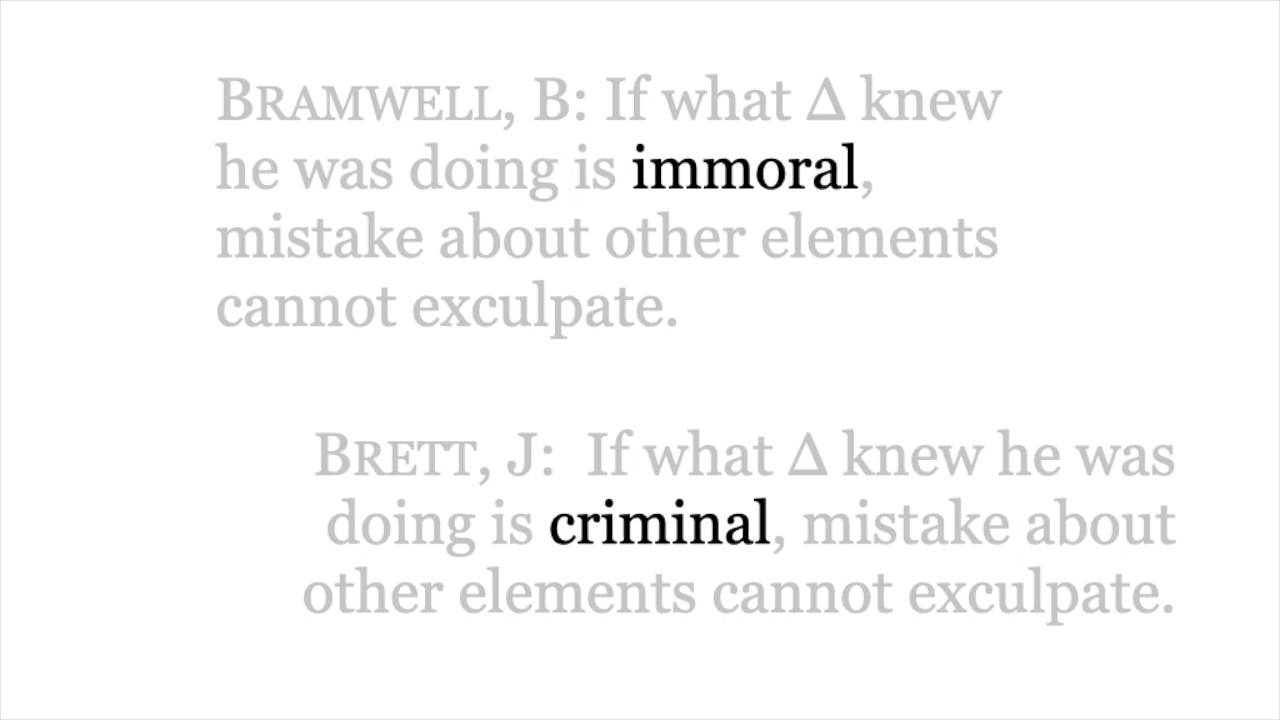 BRAMWELL, B: If what Δ knew
he was doing is immoral,
mistake about other elements
cannot exculpate.
BRETT, J:  If what Δ knew he was
doing is criminal, mistake about
other elements cannot exculpate.